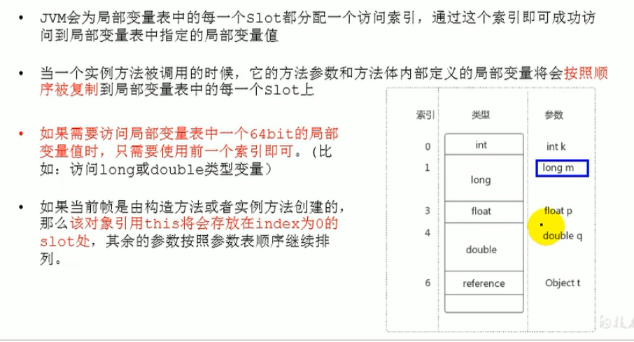 • JVM会为局部变量表中的每一个Slot都分配一个访问索引，通过这个索引即可成功访
问到局部变量表中指定的局部变量值
• 当一个实例方法被调用的时候，它的方法参数和方法体内部定义的局部变量将会按照顺
序被复制到局部变量表中的每一个Slot上
• 如果需要访问局部变量表中一个64bit的局部
变量值时，只需要使用前一个索引即可。(比
如：访问long或double类型变量）
• 如果当前帧是由构造方法或者实例方法创建的，
那么该对象引用this将会存放在index为0的
slot处，其余的参数按照参数表顺序继续排
列。
索引 类型 参数
0 int int k
1 long long m
3 float float p
4 double double q
6 reference Object t